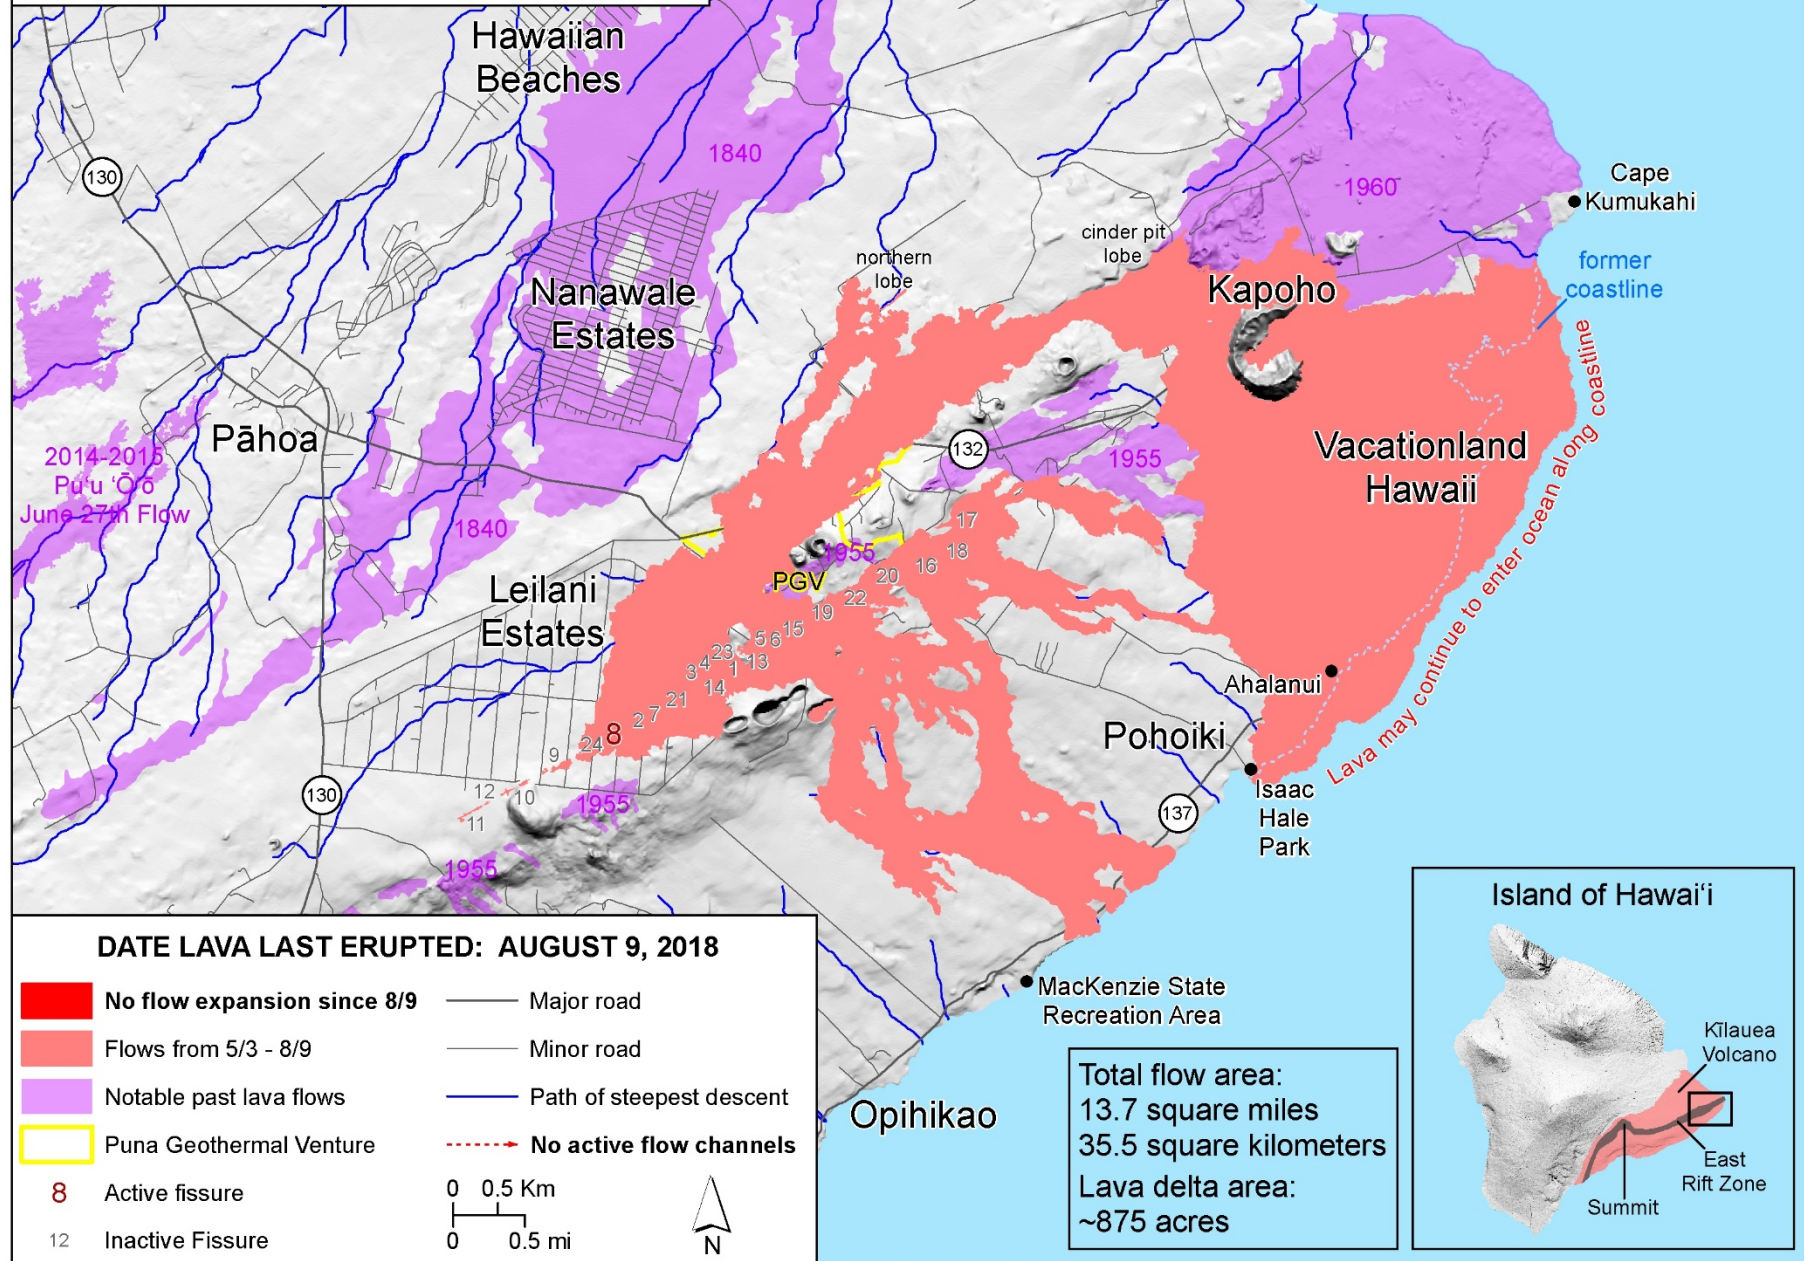 Hawaiian
Beaches
130
1840
1960
Cape
Kumukahi
cinder pit
lobe
northern
lobe
former
coastline
Nanawale
Estates
Kapoho
Pāhoa
132
2014-2015
Pu'u 'Ō'ō
June 27th Flow
1840
1955
Vacationland
Hawaii
Lava may continue to enter ocean along coastline
17
18
1955
16
PGV
20
22
19
Leilani
Estates
15
5
6
23
4
3
1
13
14
21
7
2
8
24
9
Ahalanui
Pohoiki
Isaac
Hale
Park
130
12
10
11
1955
137
1955
MacKenzie State
Recreation Area
Opihikao
DATE LAVA LAST ERUPTED: AUGUST 9, 2018
No flow expansion since 8/9
Flows from 5/3 - 8/9
Notable past lava flows
Puna Geothermal Venture
8 Active fissure
12 Inactive Fissure
Major road
Minor road
Path of steepest descent
No active flow channels
0 0.5 Km
0 0.5 mi
N
Total flow area:
13.7 square miles
35.5 square kilometers
Lava delta area:
~875 acres
Island of Hawai'i
Kīlauea
Volcano
East
Rift Zone
Summit